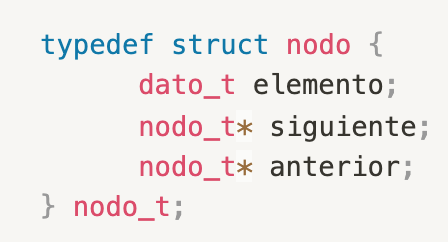 typedef struct nodo {
dato_t elemento;
nodo_t* siguiente;
nodo_t* anterior;
} nodo_t;